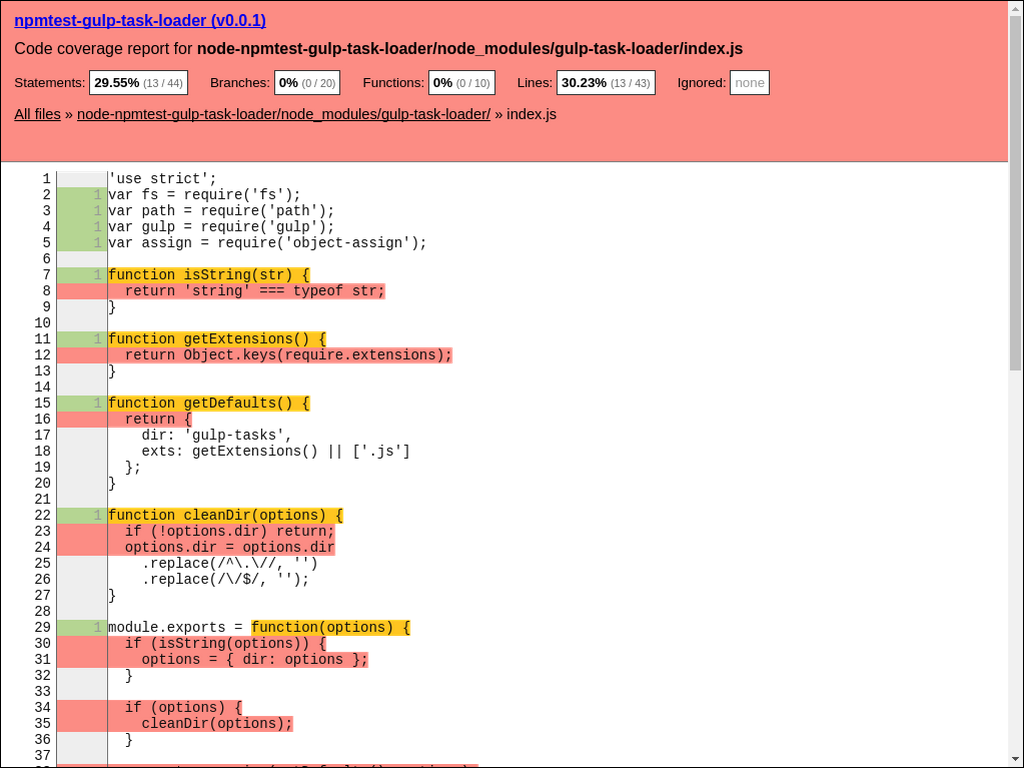 npmtest-gulp-task-loader (v0.0.1)
Code coverage report for node-npmtest-gulp-task-loader/node_modules/gulp-task-loader/index.js
Statements: 29.55% (13 / 44) Branches: 0% (0 / 20) Functions: 0% (0 / 10) Lines: 30.23% (13 / 43) Ignored: none
All files » node-npmtest-gulp-task-loader/node_modules/gulp-task-loader/ » index.js
1 'use strict';
2 1 var fs = require('fs');
3 1 var path = require('path');
4 1 var gulp = require('gulp');
5 1 var assign = require('object-assign');
6
7 1 function isString(str) {
8   return 'string' === typeof str;
9 }
10
11 1 function getExtensions() {
12   return Object.keys(require.extensions);
13 }
14
15 1 function getDefaults() {
16   return {
17     dir: 'gulp-tasks',
18     exts: getExtensions() || ['.js']
19   };
20 }
21
22 1 function cleanDir(options) {
23   if (!options.dir) return;
24   options.dir = options.dir
25     .replace(/^\.\//, '')
26     .replace(/\/$/, '');
27 }
28
29 1 module.exports = function(options) {
30   if (isString(options)) {
31     options = { dir: options };
32   }
33
34   if (options) {
35     cleanDir(options);
36   }
37